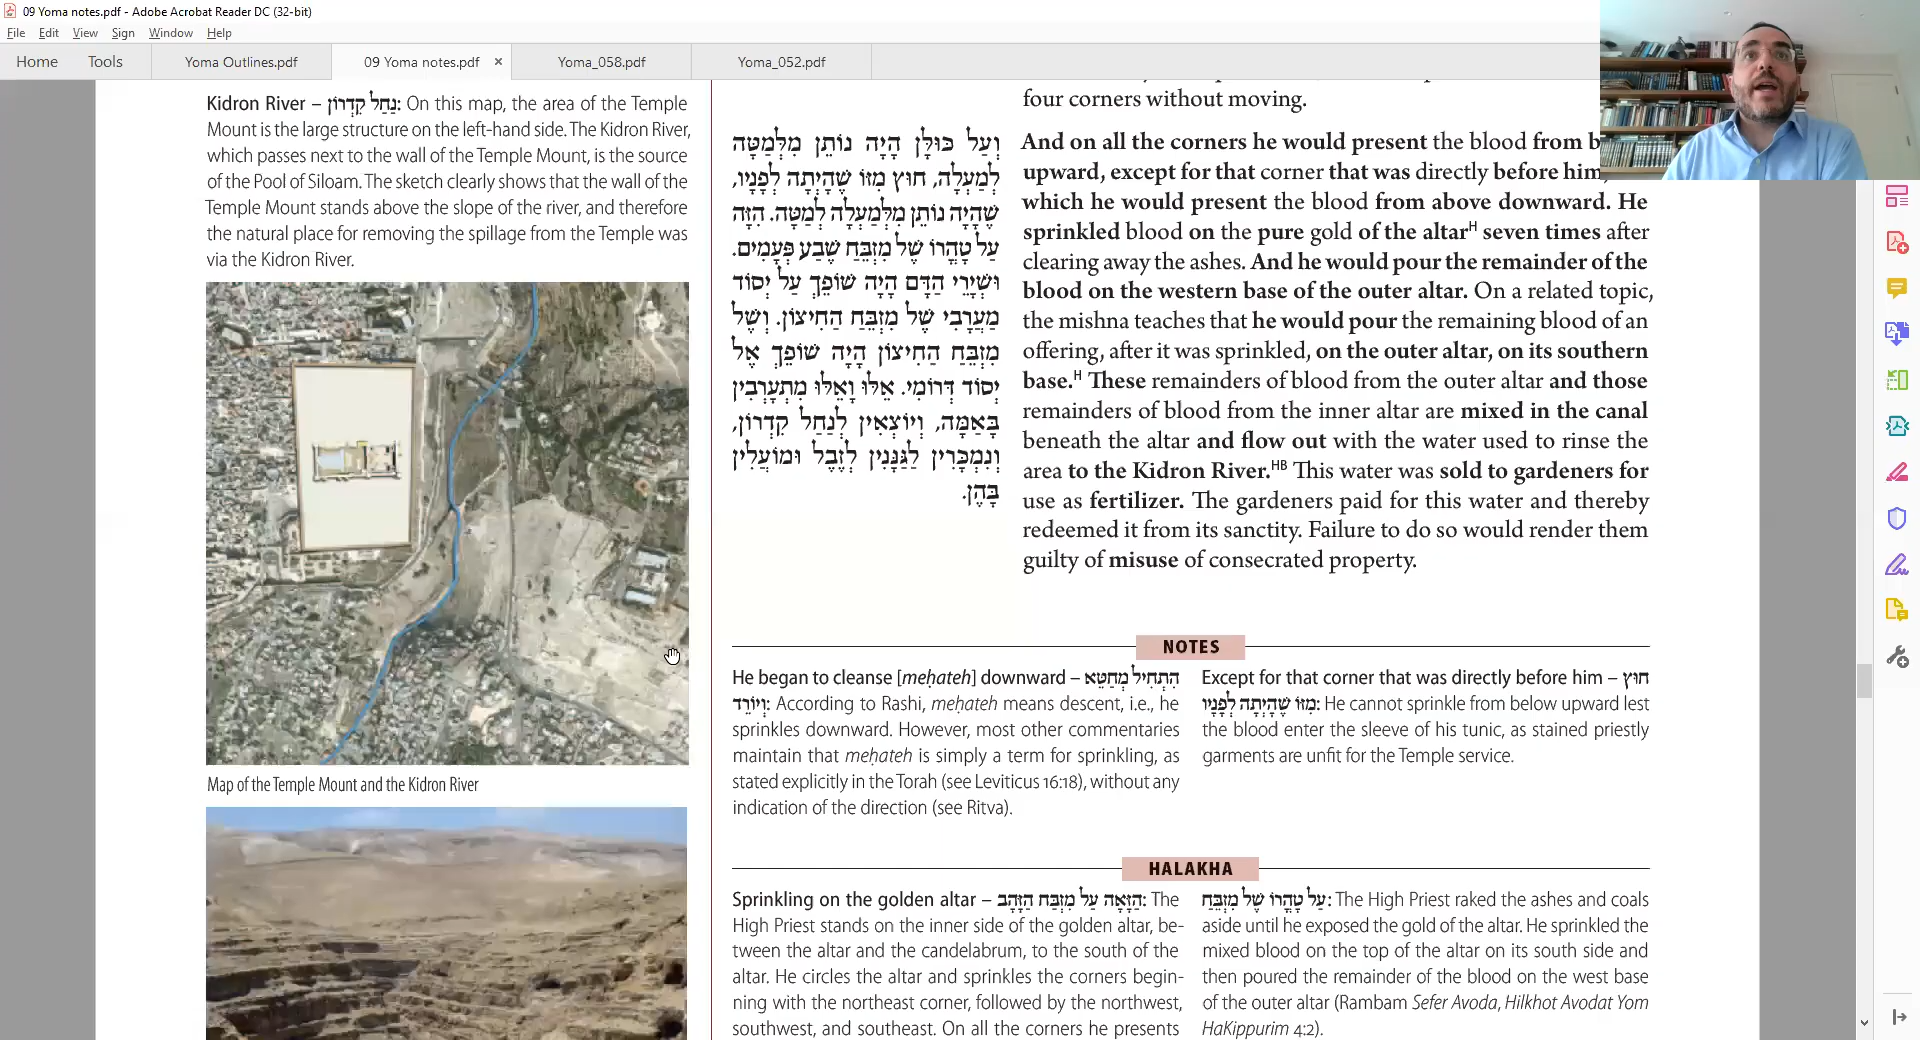 09 Yoma notes.pdf - Adobe Acrobat Reader DC (32-bit)
File Edit View Sign Window Help
Home Tools Yoma Outlines.pdf 09 Yoma notes.pdf × Yoma_058.pdf Yoma_052.pdf
Kidron River – נַחַל קִדְרוֹן: On this map, the area of the Temple
Mount is the large structure on the left-hand side. The Kidron River,
which passes next to the wall of the Temple Mount, is the source
of the Pool of Siloam. The sketch clearly shows that the wall of the
Temple Mount stands above the slope of the river, and therefore
the natural place for removing the spillage from the Temple was
via the Kidron River.
Map of the Temple Mount and the Kidron River
וְעַל כּוּלָּן הָיָה נוֹתֵן מִלְּמַטָּה
לְמַעְלָה, חוּץ מִזּוֹ שֶׁהָיְתָה לְפָנָיו,
שֶׁהָיָה נוֹתֵן מִלְּמַעְלָה לְמַטָּה. הִזָּה
עַל טׇהֳרוֹ שֶׁל מִזְבֵּחַ שֶׁבַע פְּעָמִים.
וּשְׁיָרֵי הַדָּם הָיָה שׁוֹפֵךְ עַל יְסוֹד
מַעֲרָבִי שֶׁל מִזְבֵּחַ הַחִיצוֹן. וְשֶׁל
מִזְבֵּחַ הַחִיצוֹן הָיָה שׁוֹפֵךְ אֶל
יְסוֹד דְּרוֹמִי. אֵלּוּ וָאֵלּוּ מִתְעָרְבִין
בָּאַמָּה, וְיוֹצְאִין לְנַחַל קִדְרוֹן,
וְנִמְכָּרִין לַגַּנָּנִין לְזֶבֶל וּמוֹעֲלִין
בָּהֶן.
four corners without moving.
And on all the corners he would present the blood from b
upward, except for that corner that was directly before him,
which he would present the blood from above downward. He
sprinkled blood on the pure gold of the altarH seven times after
clearing away the ashes. And he would pour the remainder of the
blood on the western base of the outer altar. On a related topic,
the mishna teaches that he would pour the remaining blood of an
offering, after it was sprinkled, on the outer altar, on its southern
base.H These remainders of blood from the outer altar and those
remainders of blood from the inner altar are mixed in the canal
beneath the altar and flow out with the water used to rinse the
area to the Kidron River.HB This water was sold to gardeners for
use as fertilizer. The gardeners paid for this water and thereby
redeemed it from its sanctity. Failure to do so would render them
guilty of misuse of consecrated property.
NOTES
He began to cleanse [meḥateh] downward – הִתְחִיל מְחַטֵּא
וְיוֹרֵד: According to Rashi, meḥateh means descent, i.e., he
sprinkles downward. However, most other commentaries
maintain that meḥateh is simply a term for sprinkling, as
stated explicitly in the Torah (see Leviticus 16:18), without any
indication of the direction (see Ritva).
Except for that corner that was directly before him – חוּץ
מִזּוֹ שֶׁהָיְתָה לְפָנָיו: He cannot sprinkle from below upward lest
the blood enter the sleeve of his tunic, as stained priestly
garments are unfit for the Temple service.
HALAKHA
Sprinkling on the golden altar – הַזָּאָה עַל מִזְבַּח הַזָּהָב: The
High Priest stands on the inner side of the golden altar, be-
tween the altar and the candelabrum, to the south of the
altar. He circles the altar and sprinkles the corners begin-
ning with the northeast corner, followed by the northwest,
southwest, and southeast. On all the corners he presents
עַל טׇהֳרוֹ שֶׁל מִזְבֵּחַ: The High Priest raked the ashes and coals
aside until he exposed the gold of the altar. He sprinkled the
mixed blood on the top of the altar on its south side and
then poured the remainder of the blood on the west base
of the outer altar (Rambam Sefer Avoda, Hilkhot Avodat Yom
HaKippurim 4:2).